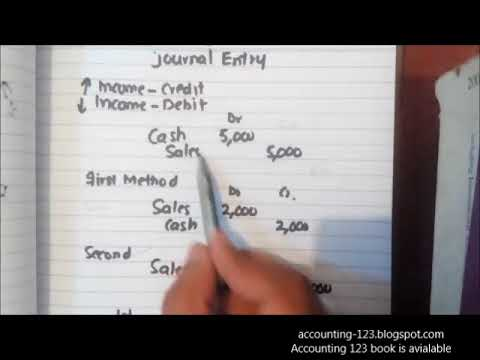 Journal Entry
↑ Income - Credit
↓ Income - Debit
Dr
Cash 5,000
Sales 5,000
First Method Dr Cr.
Sales 2,000
Cash 2,000
Second
Sales
accounting-123.blogspot.com
Accounting 123 book is avialable